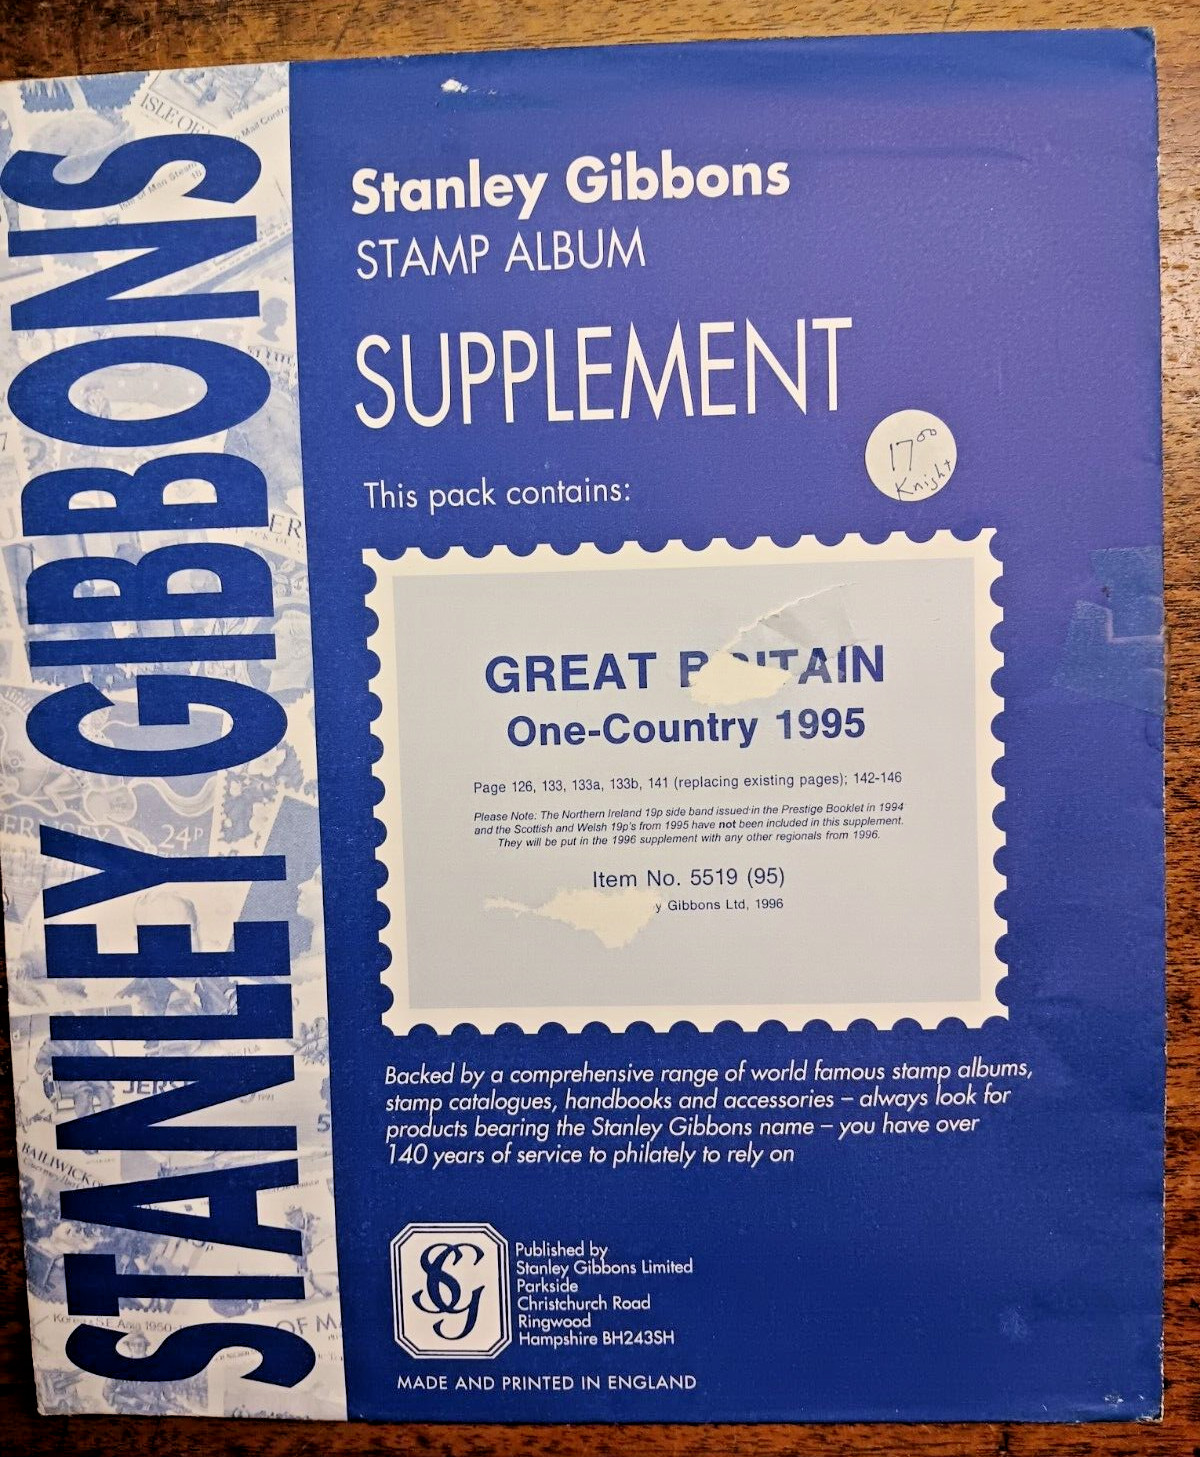 STANLEY GIBBONS
Stanley Gibbons
STAMP ALBUM
SUPPLEMENT
17⁰⁰
Knight
This pack contains:
GREAT BRITAIN
One-Country 1995
Page 126, 133, 133a, 133b, 141 (replacing existing pages); 142-146
Please Note: The Northern Ireland 19p side band issued in the Prestige Booklet in 1994
and the Scottish and Welsh 19p's from 1995 have not been included in this supplement.
They will be put in the 1996 supplement with any other regionals from 1996.
Item No. 5519 (95)
y Gibbons Ltd, 1996
Backed by a comprehensive range of world famous stamp albums,
stamp catalogues, handbooks and accessories – always look for
products bearing the Stanley Gibbons name – you have over
140 years of service to philately to rely on
SG
Published by
Stanley Gibbons Limited
Parkside
Christchurch Road
Ringwood
Hampshire BH243SH
MADE AND PRINTED IN ENGLAND
ISLE OF
24P
BAILIWICK